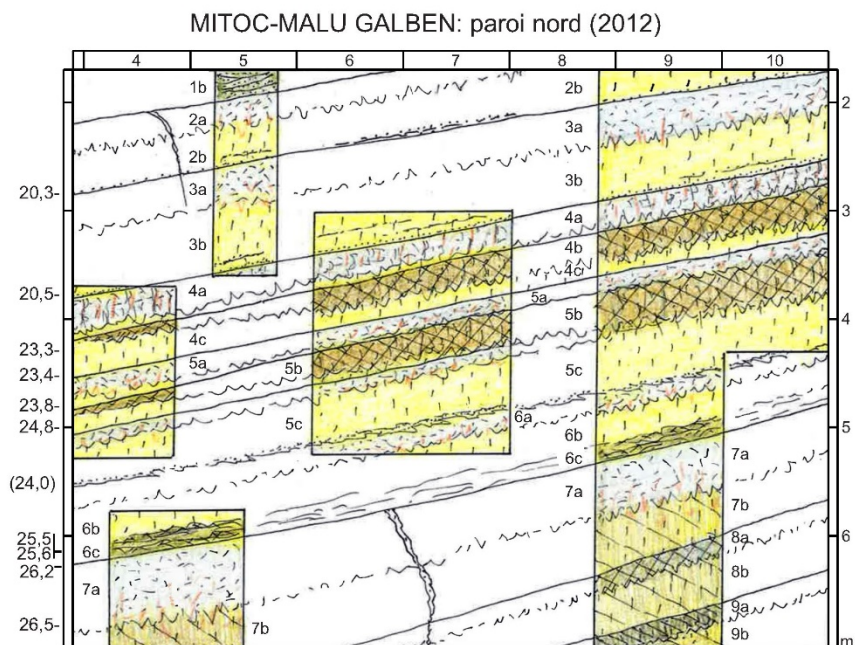 MITOC-MALU GALBEN: paroi nord (2012)
4 5 6 7 8 9 10
1b
2a
2b
3a
3b
4a
4c
5a
5b
5c
6b
6c
7a
7b
2b
3a
3b
4a
4b
4c
5a
5b
5c
6a
6b
6c
7a
7a
7b
8a
8b
9a
9b
20,3-
20,5-
23,3-
23,4-
23,8-
24,8-
(24,0)
25,5
25,6
26,2
26,5-
2
3
4
5
6
m